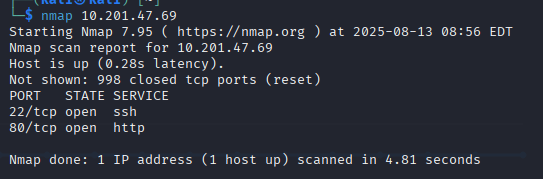 (kali㉿kali)-[~]
└─$ nmap 10.201.47.69
Starting Nmap 7.95 ( https://nmap.org ) at 2025-08-13 08:56 EDT
Nmap scan report for 10.201.47.69
Host is up (0.28s latency).
Not shown: 998 closed tcp ports (reset)
PORT   STATE SERVICE
22/tcp open  ssh
80/tcp open  http
Nmap done: 1 IP address (1 host up) scanned in 4.81 seconds